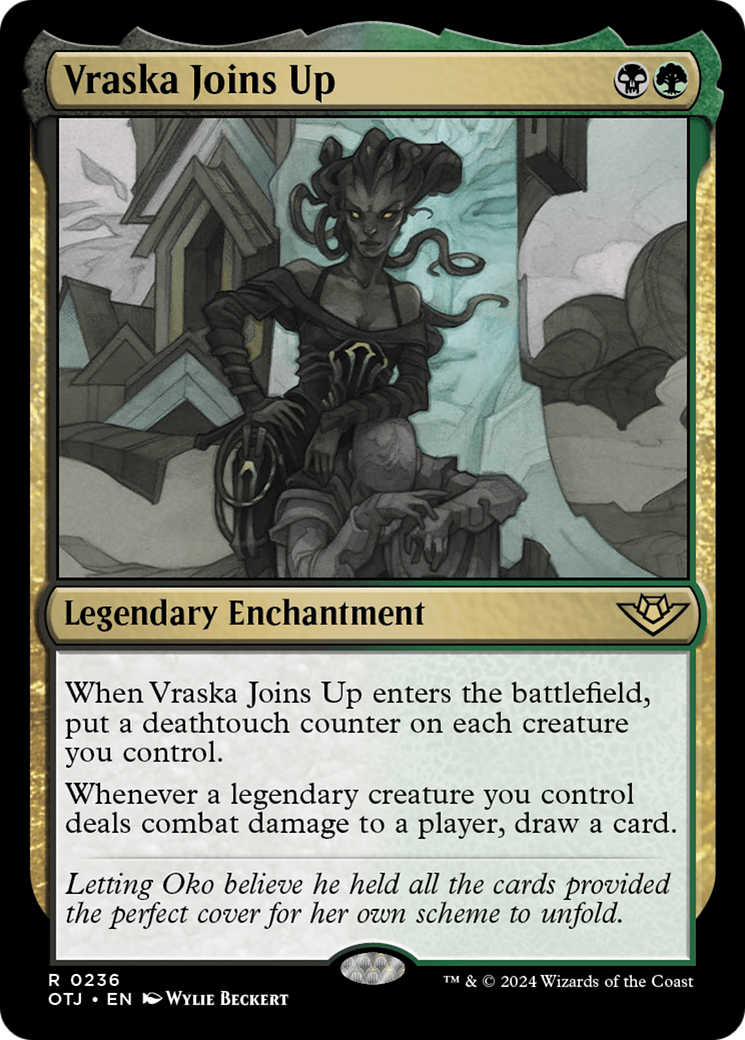 Vraska Joins Up
Legendary Enchantment
When Vraska Joins Up enters the battlefield,
put a deathtouch counter on each creature
you control.
Whenever a legendary creature you control
deals combat damage to a player, draw a card.
Letting Oko believe he held all the cards provided
the perfect cover for her own scheme to unfold.
R 0236
™ & © 2024 Wizards of the Coast
OTJ • EN Wylie Beckert